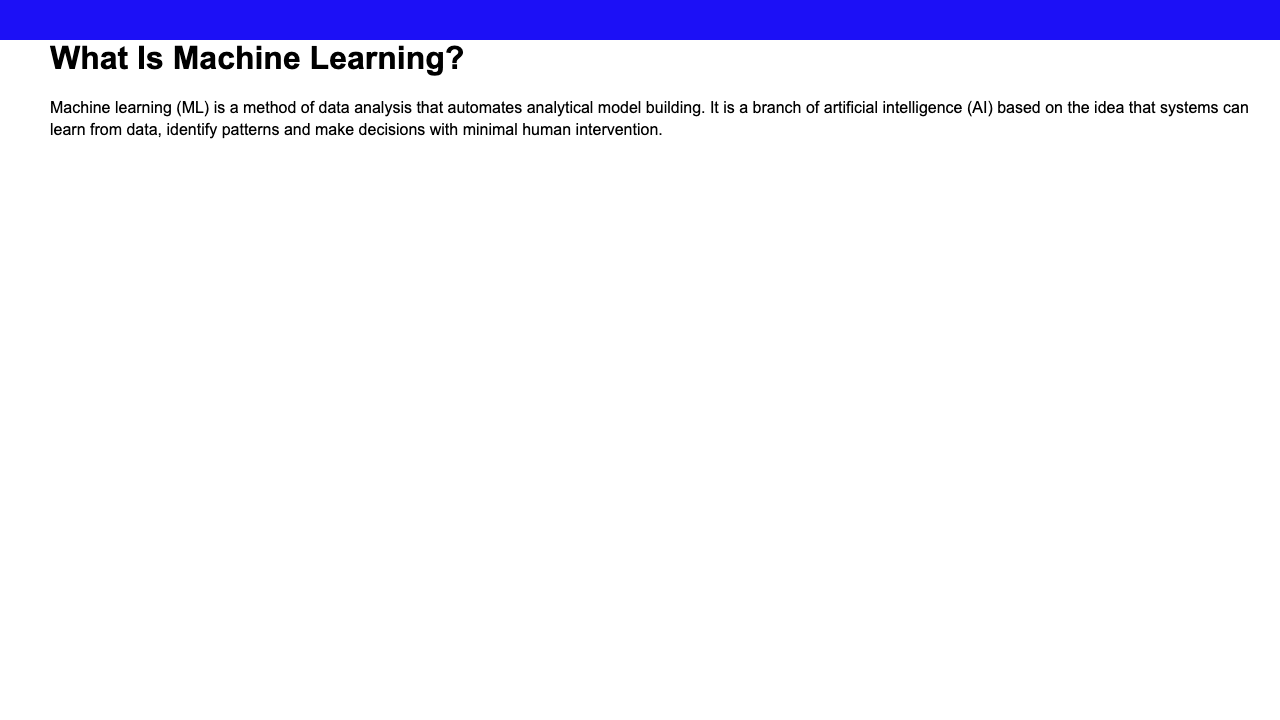 What Is Machine Learning?
Machine learning (ML) is a method of data analysis that automates analytical model building. It is a branch of artificial intelligence (AI) based on the idea that systems can
learn from data, identify patterns and make decisions with minimal human intervention.